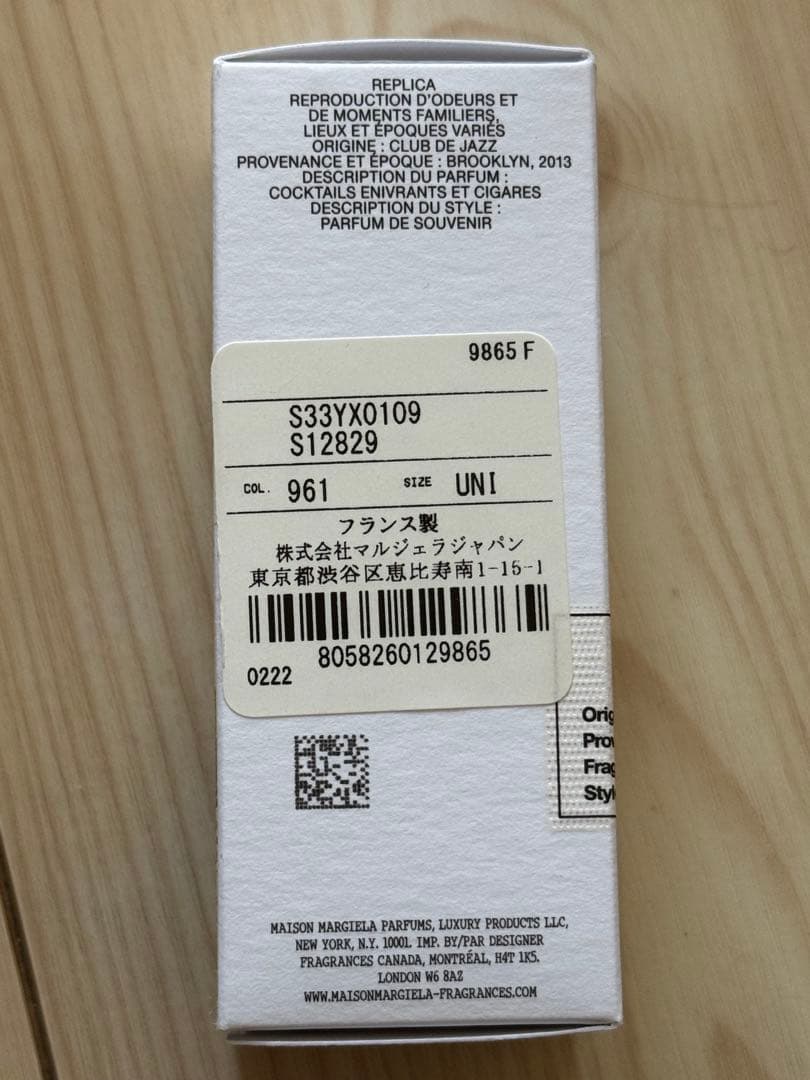 REPLICA
REPRODUCTION D'ODEURS ET
DE MOMENTS FAMILIERS,
LIEUX ET ÉPOQUES VARIÉS
ORIGINE : CLUB DE JAZZ
PROVENANCE ET ÉPOQUE : BROOKLYN, 2013
DESCRIPTION DU PARFUM :
COCKTAILS ENIVRANTS ET CIGARES
DESCRIPTION DU STYLE :
PARFUM DE SOUVENIR
9865 F
S33YX0109
S12829
COL. 961 SIZE UNI
フランス製
株式会社マルジェラジャパン
東京都渋谷区恵比寿南1-15-1
8058260129865
0222
Orig
Prov
Frag
Styl
MAISON MARGIELA PARFUMS, LUXURY PRODUCTS LLC,
NEW YORK, N.Y. 10001. IMP. BY/PAR DESIGNER
FRAGRANCES CANADA, MONTRÉAL, H4T 1K5.
LONDON W6 8AZ
WWW.MAISONMARGIELA-FRAGRANCES.COM